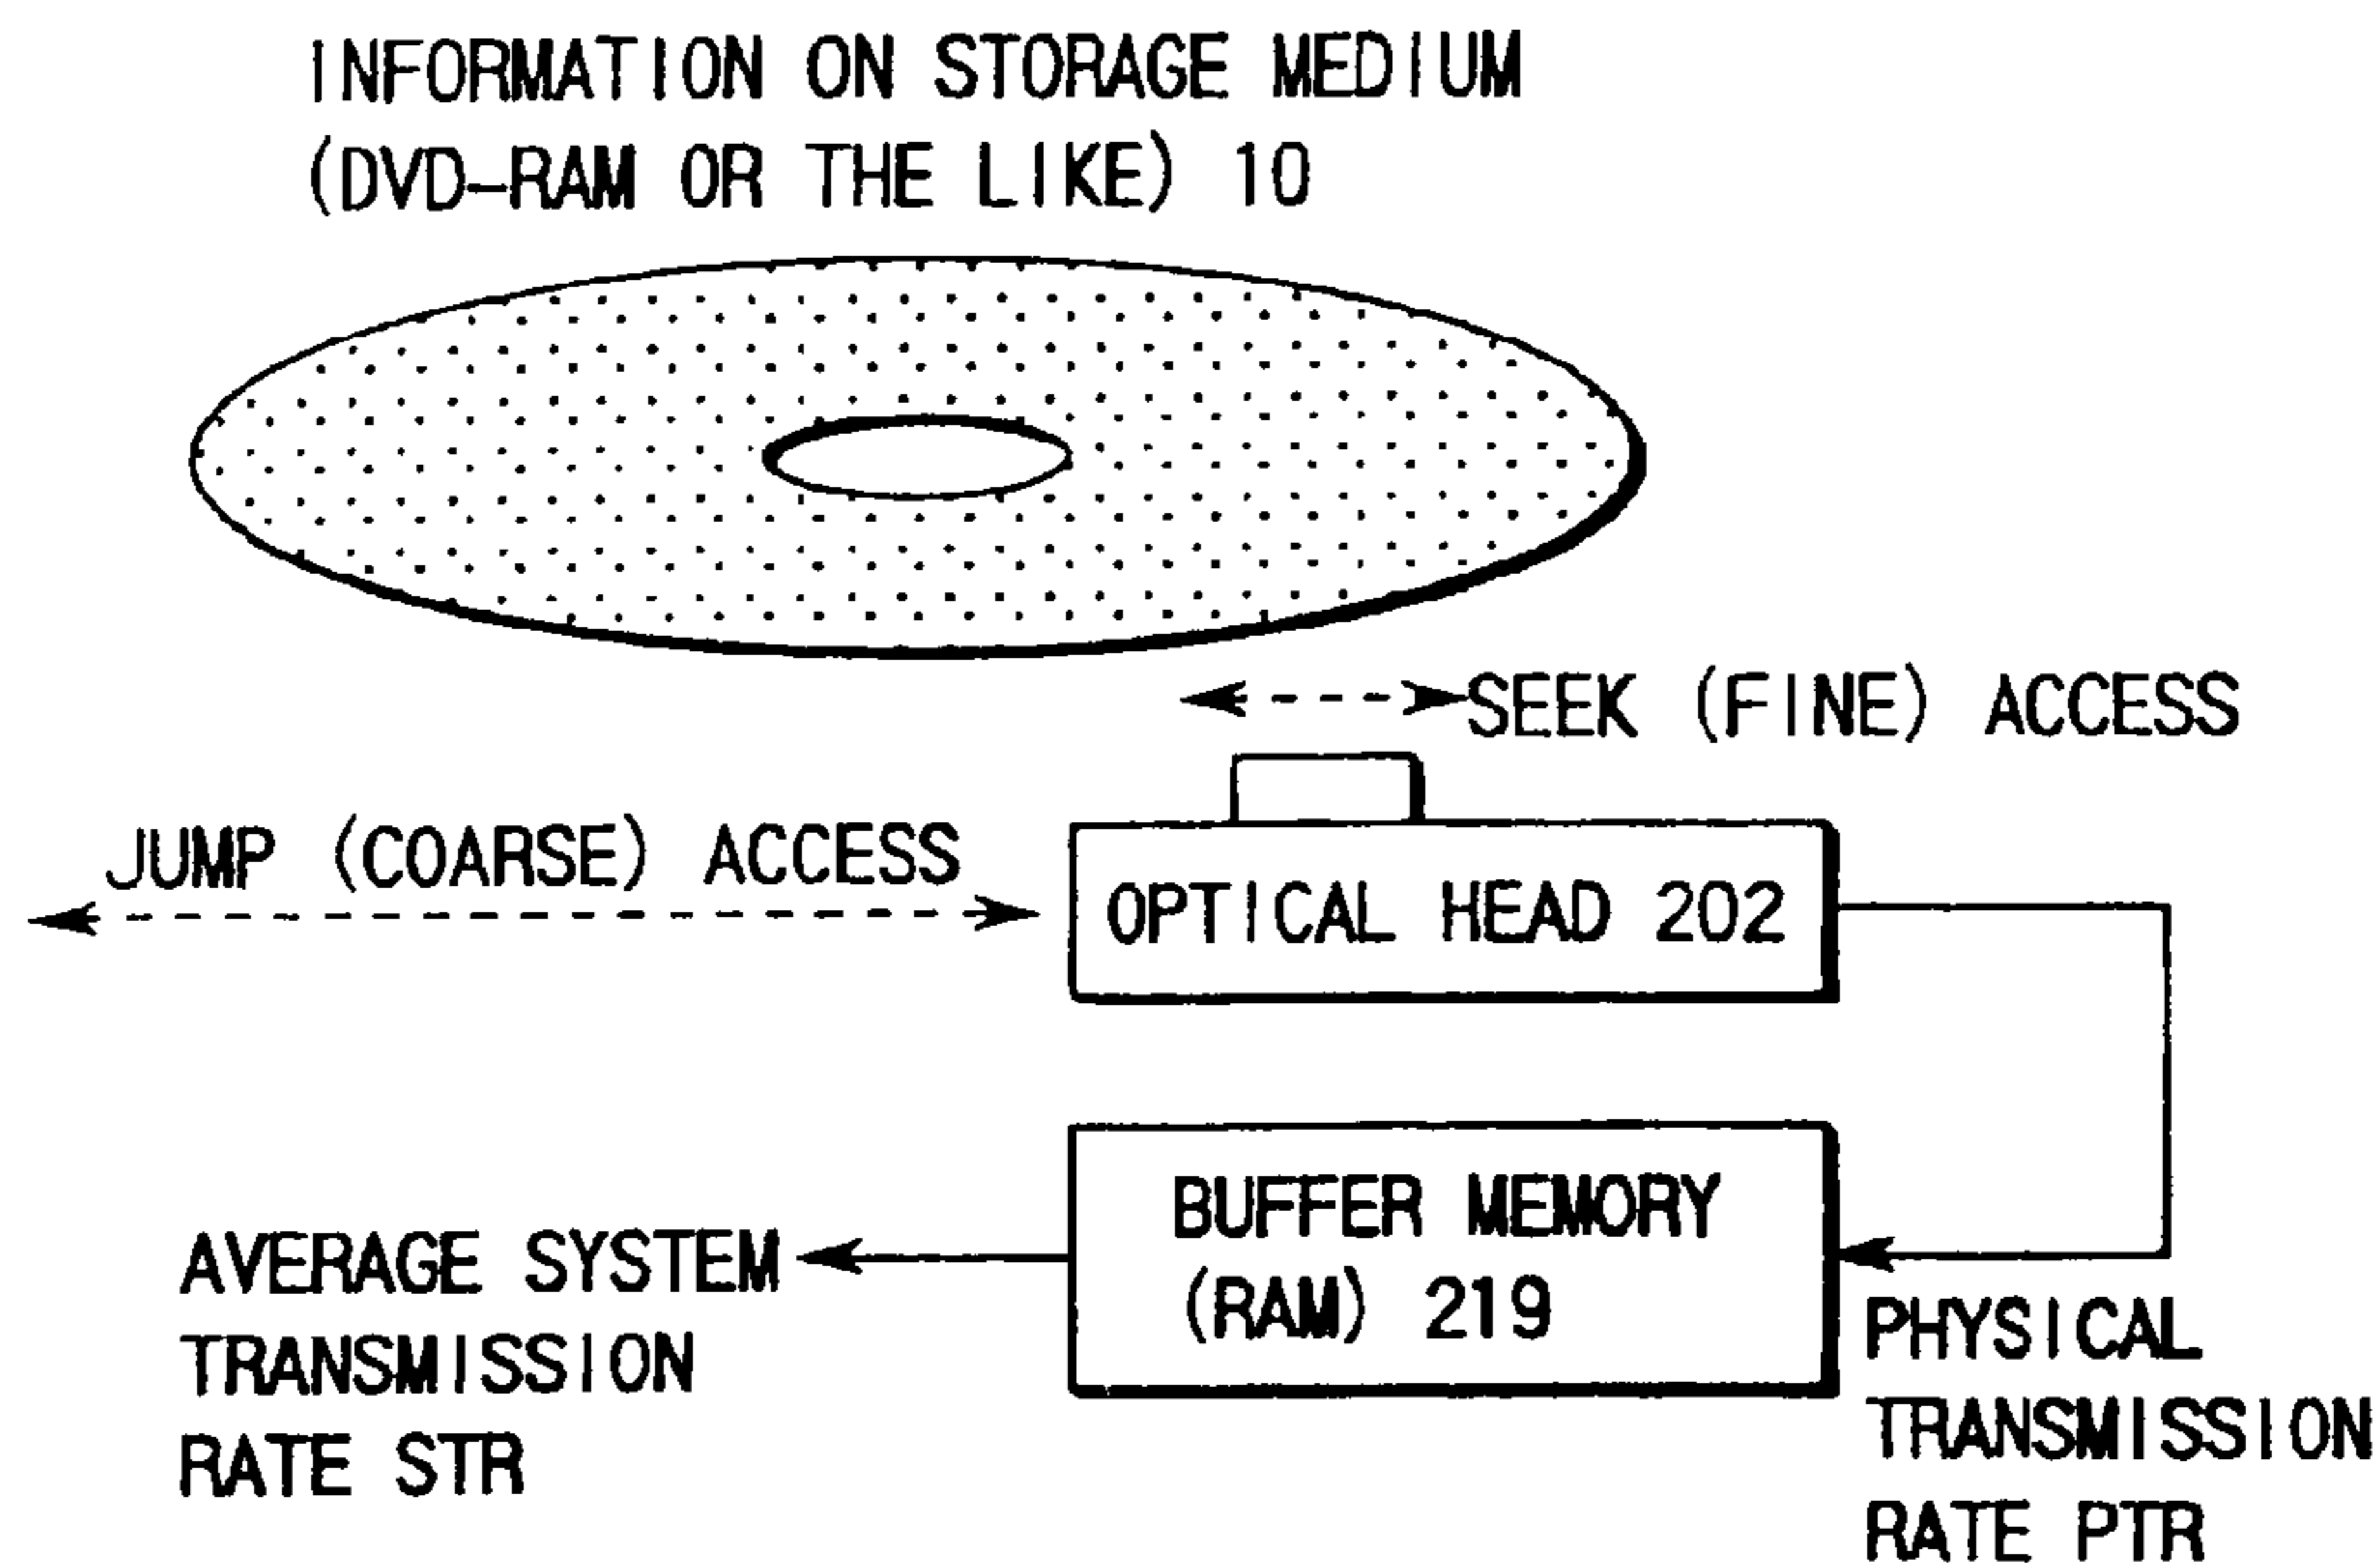 INFORMATION ON STORAGE MEDIUM
(DVD-RAM OR THE LIKE) 10
SEEK (FINE) ACCESS
JUMP (COARSE) ACCESS
OPTICAL HEAD 202
BUFFER MEMORY
(RAM) 219
AVERAGE SYSTEM
TRANSMISSION
RATE STR
PHYSICAL
TRANSMISSION
RATE PTR